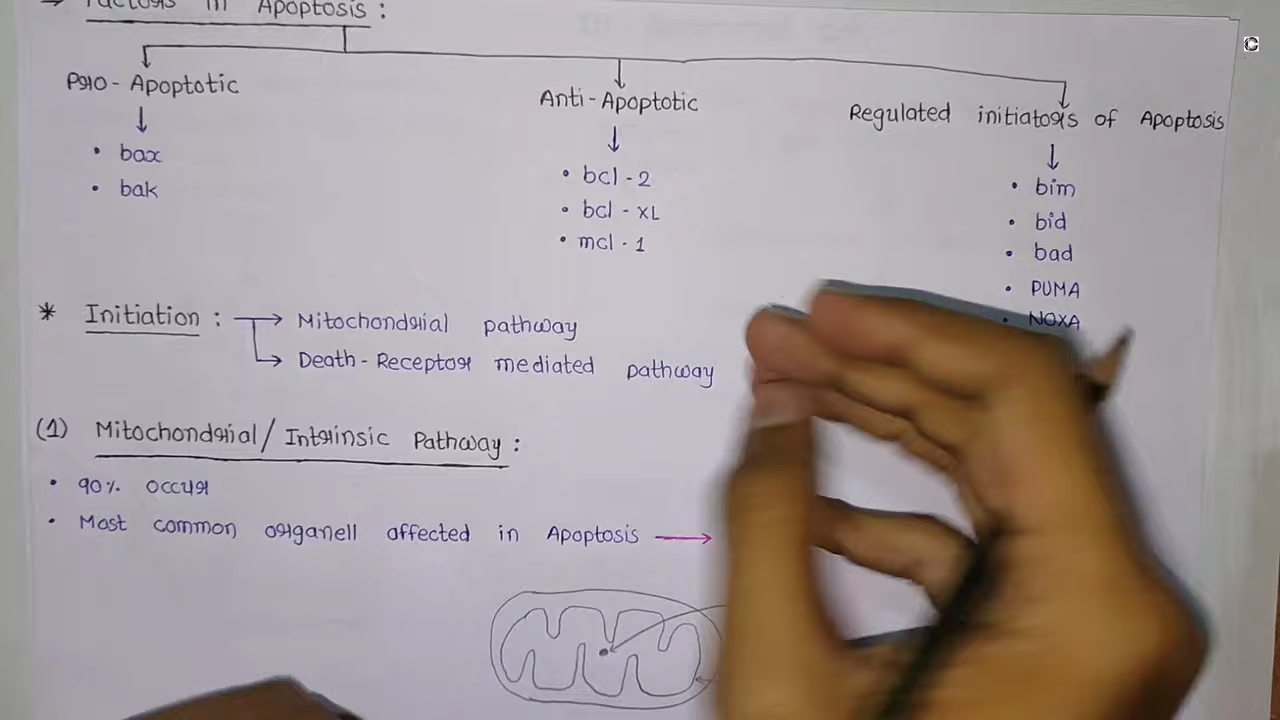 Factors in Apoptosis :
Pro - Apoptotic
• bax
• bak
Anti - Apoptotic
• bcl - 2
• bcl - XL
• mcl - 1
Regulated initiators of Apoptosis
• bim
• bid
• bad
• PUMA
• NOXA
* Initiation :
Mitochondrial pathway
Death - Receptor mediated pathway
(1) Mitochondrial / Intrinsic Pathway :
• 90% occur
• Most common organell affected in Apoptosis